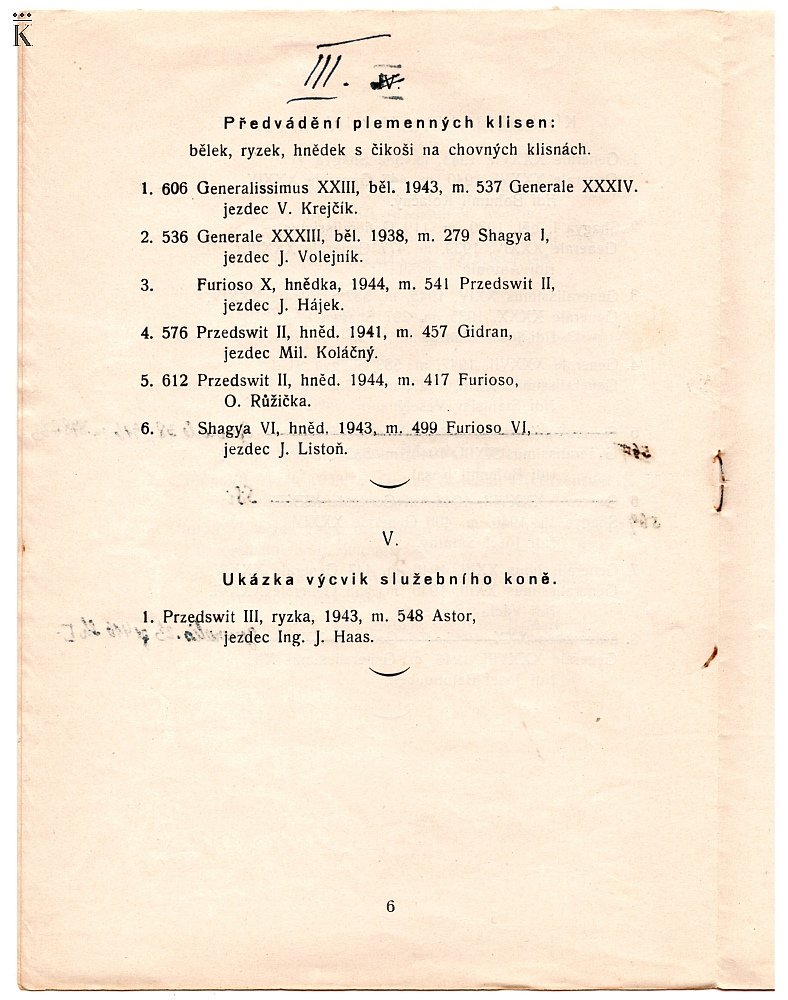 K
III. IV.
Předvádění plemenných klisen:
bělek, ryzek, hnědek s čikoši na chovných klisnách.
1. 606 Generalissimus XXIII, běl. 1943, m. 537 Generale XXXIV.
jezdec V. Krejčík.
2. 536 Generale XXXIII, běl. 1938, m. 279 Shagya I,
jezdec J. Volejník.
3. Furioso X, hnědka, 1944, m. 541 Przedswit II,
jezdec J. Hájek.
4. 576 Przedswit II, hněd. 1941, m. 457 Gidran,
jezdec Mil. Koláčný.
5. 612 Przedswit II, hněd. 1944, m. 417 Furioso,
O. Růžička.
6. Shagya VI, hněd. 1943, m. 499 Furioso VI,
jezdec J. Listoň.
V.
Ukázka výcvik služebního koně.
1. Przedswit III, ryzka, 1943, m. 548 Astor,
jezdec Ing. J. Haas.
6